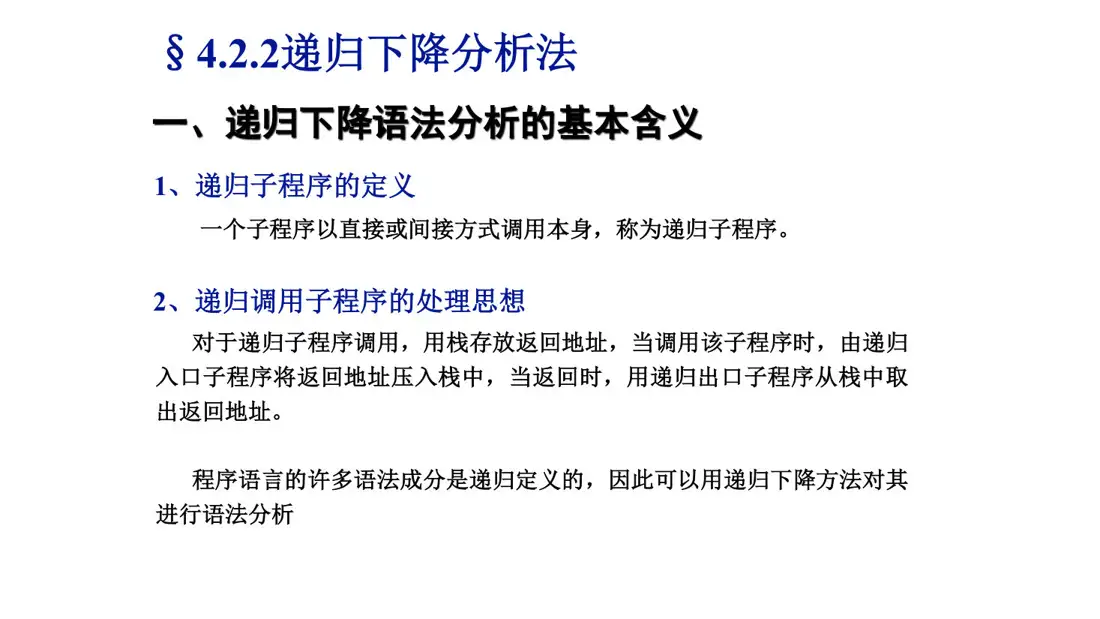 §4.2.2递归下降分析法
一、递归下降语法分析的基本含义
1、递归子程序的定义
一个子程序以直接或间接方式调用本身，称为递归子程序。
2、递归调用子程序的处理思想
对于递归子程序调用，用栈存放返回地址，当调用该子程序时，由递归
入口子程序将返回地址压入栈中，当返回时，用递归出口子程序从栈中取
出返回地址。
程序语言的许多语法成分是递归定义的，因此可以用递归下降方法对其
进行语法分析